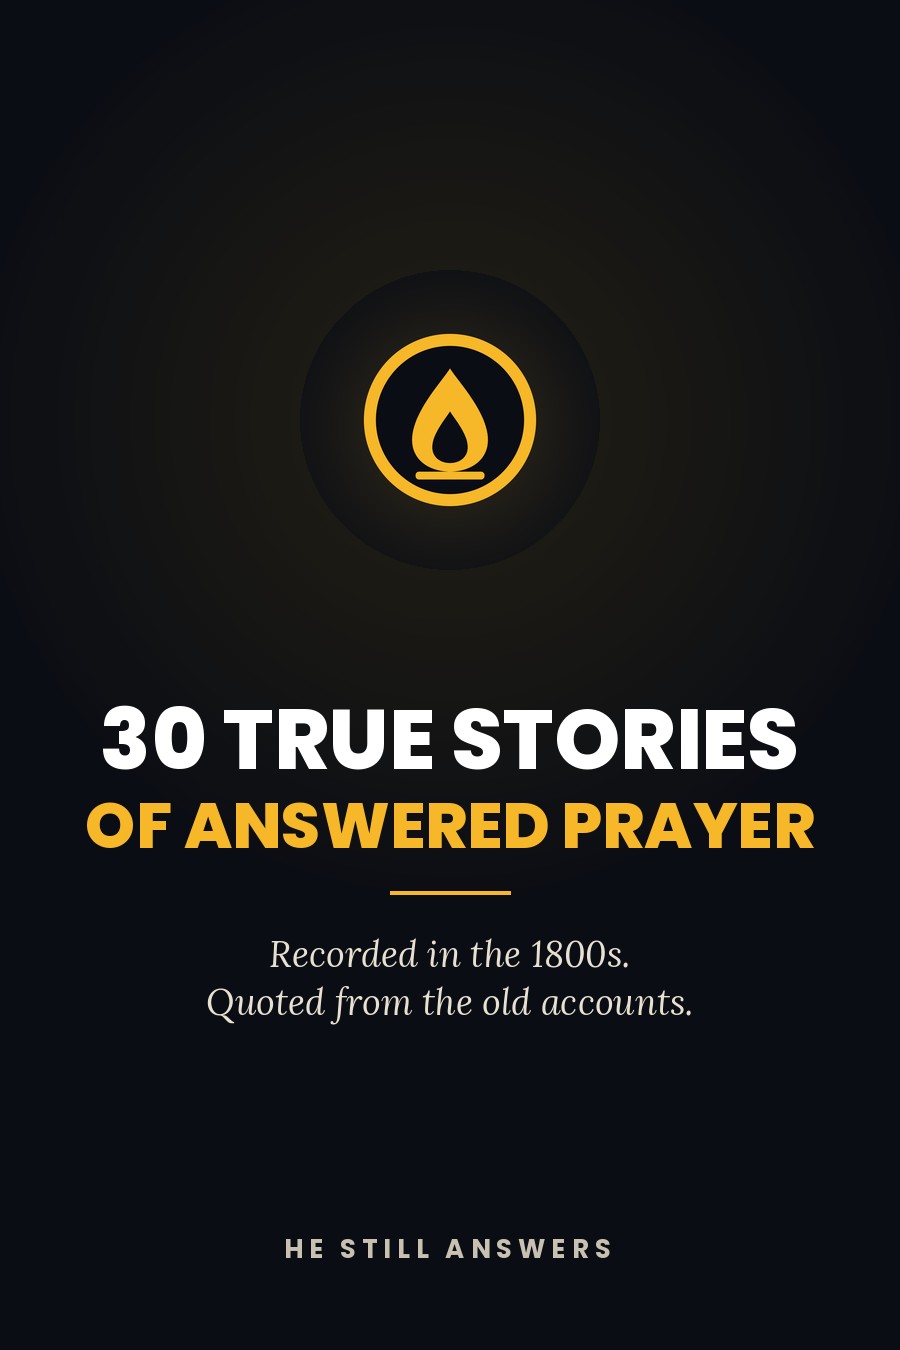 30 TRUE STORIES
OF ANSWERED PRAYER
Recorded in the 1800s.
Quoted from the old accounts.
HE STILL ANSWERS